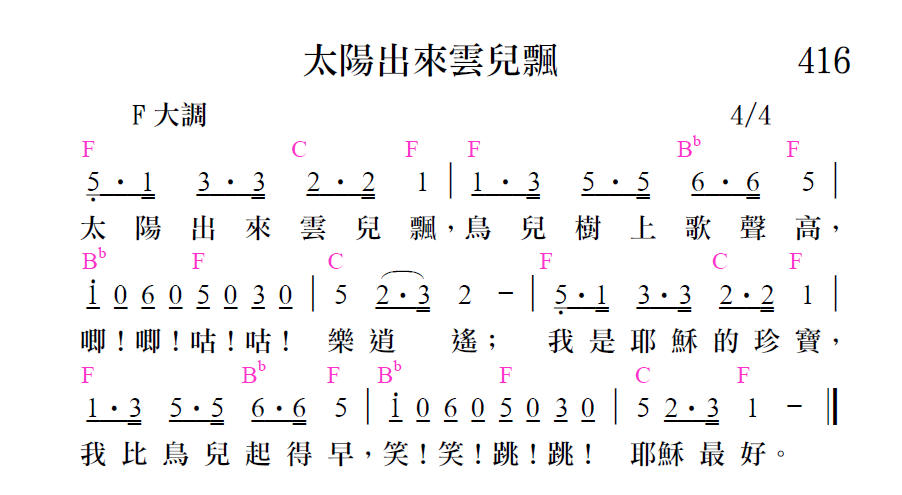 太陽出來雲兒飄 416
F 大調 4/4
F C F F B♭ F
5̣ · 1 3 · 3 2 · 2 1 | 1 · 3 5 · 5 6 · 6 5 |
太陽出來雲兒飄，鳥兒樹上歌聲高，
B♭ F C F C F
i 0 6 0 5 0 3 0 | 5 2 · 3 2 − | 5̣ · 1 3 · 3 2 · 2 1 |
唧！唧！咕！咕！ 樂逍遙； 我是耶穌的珍寶，
F B♭ F B♭ F C F
1 · 3 5 · 5 6 · 6 5 | i 0 6 0 5 0 3 0 | 5 2 · 3 1 − ‖
我比鳥兒起得早，笑！笑！跳！跳！ 耶穌最好。